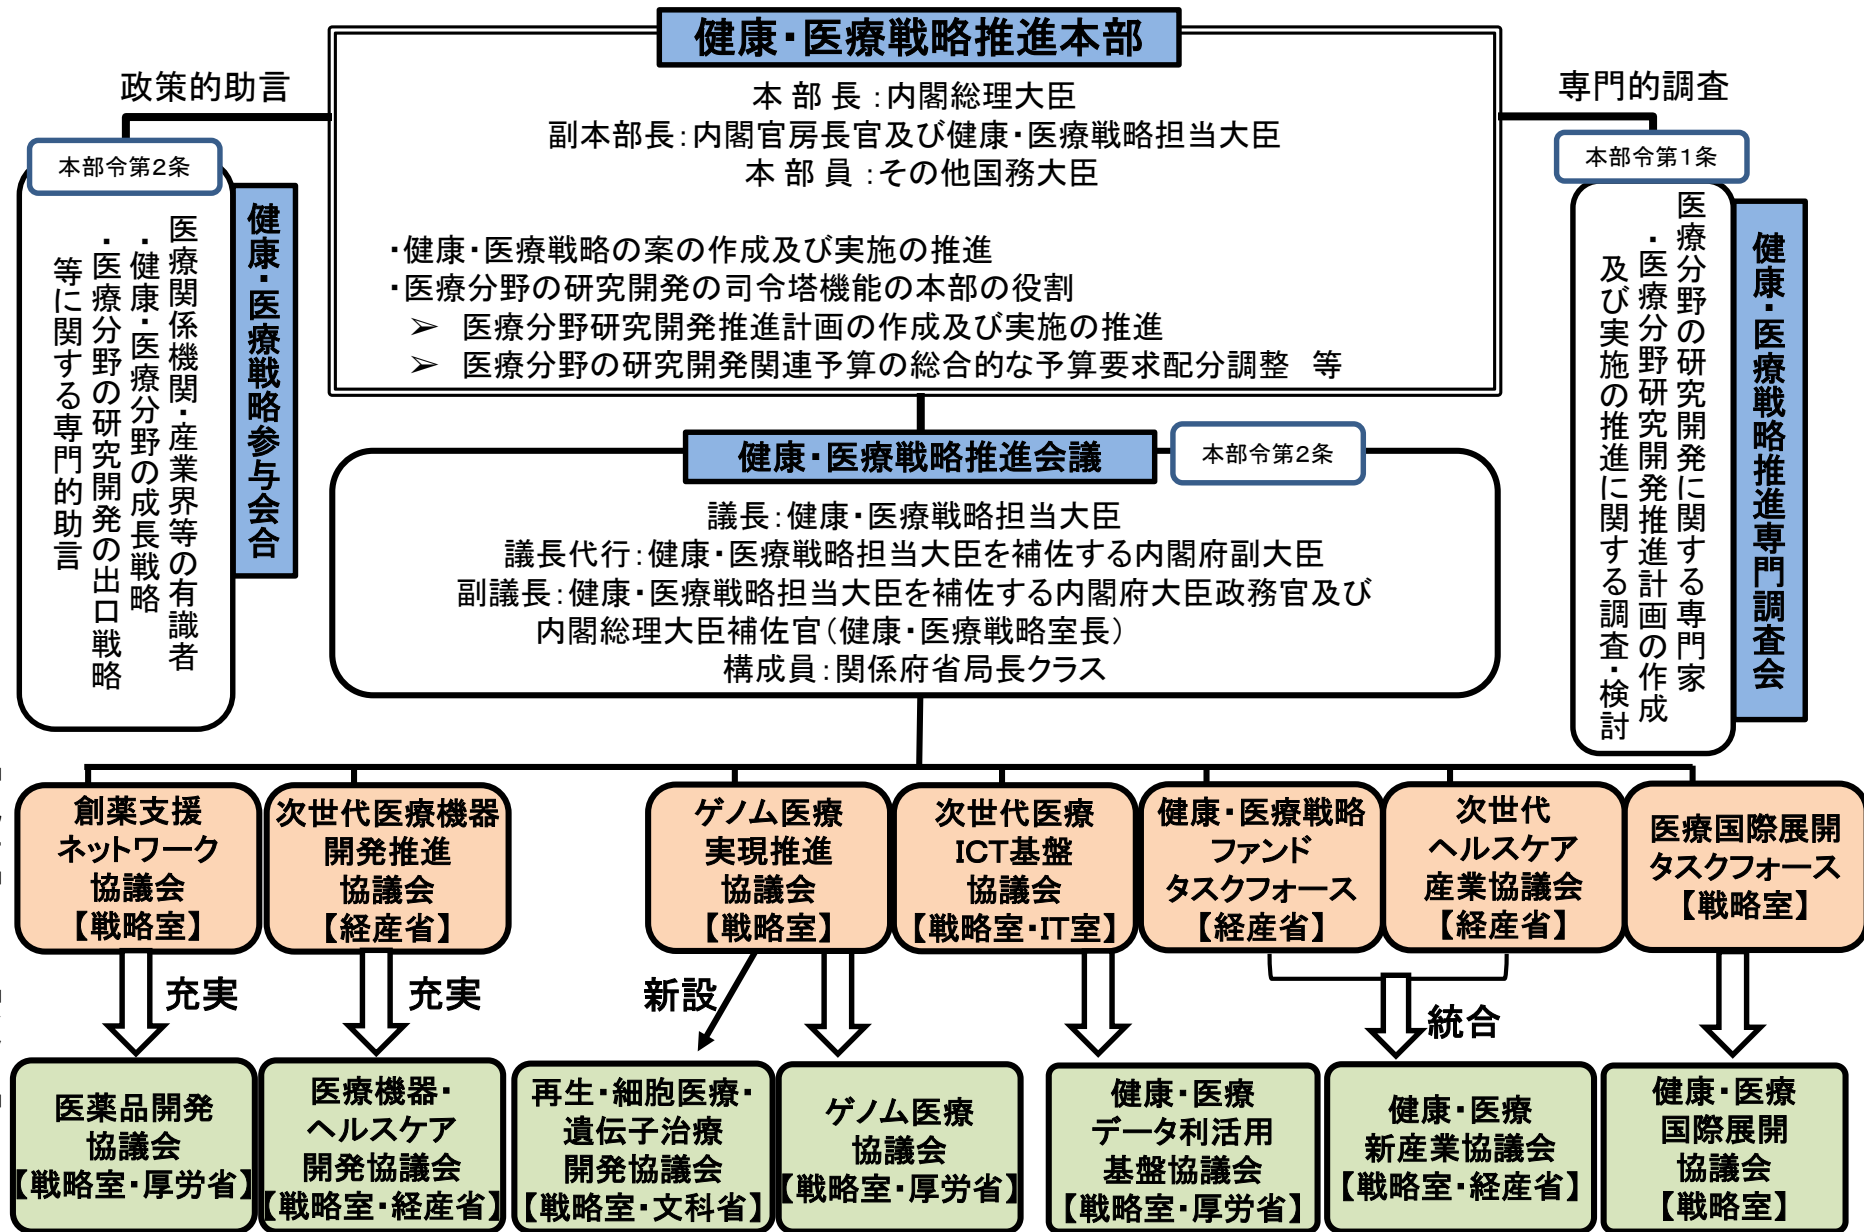 健康・医療戦略推進本部
本 部 長 ：内閣総理大臣
副本部長：内閣官房長官及び健康・医療戦略担当大臣
本 部 員 ：その他国務大臣
・健康・医療戦略の案の作成及び実施の推進
・医療分野の研究開発の司令塔機能の本部の役割
➢ 医療分野研究開発推進計画の作成及び実施の推進
➢ 医療分野の研究開発関連予算の総合的な予算要求配分調整 等
政策的助言
本部令第２条
健康・医療戦略参与会合
医療関係機関・産業界等の有識者
・健康・医療分野の成長戦略
・医療分野の研究開発の出口戦略
等に関する専門的助言
専門的調査
本部令第１条
健康・医療戦略推進専門調査会
医療分野の研究開発に関する専門家
・医療分野研究開発推進計画の作成
及び実施の推進に関する調査・検討
健康・医療戦略推進会議
本部令第２条
議長：健康・医療戦略担当大臣
議長代行：健康・医療戦略担当大臣を補佐する内閣府副大臣
副議長：健康・医療戦略担当大臣を補佐する内閣府大臣政務官及び
内閣総理大臣補佐官（健康・医療戦略室長）
構成員：関係府省局長クラス
創薬支援
ネットワーク
協議会
【戦略室】
次世代医療機器
開発推進
協議会
【経産省】
ゲノム医療
実現推進
協議会
【戦略室】
次世代医療
ICT基盤
協議会
【戦略室・IT室】
健康・医療戦略
ファンド
タスクフォース
【経産省】
次世代
ヘルスケア
産業協議会
【経産省】
医療国際展開
タスクフォース
【戦略室】
充実
充実
新設
統合
医薬品開発
協議会
【戦略室・厚労省】
医療機器・
ヘルスケア
開発協議会
【戦略室・経産省】
再生・細胞医療・
遺伝子治療
開発協議会
【戦略室・文科省】
ゲノム医療
協議会
【戦略室・厚労省】
健康・医療
データ利活用
基盤協議会
【戦略室・厚労省】
健康・医療
新産業協議会
【戦略室・経産省】
健康・医療
国際展開
協議会
【戦略室】